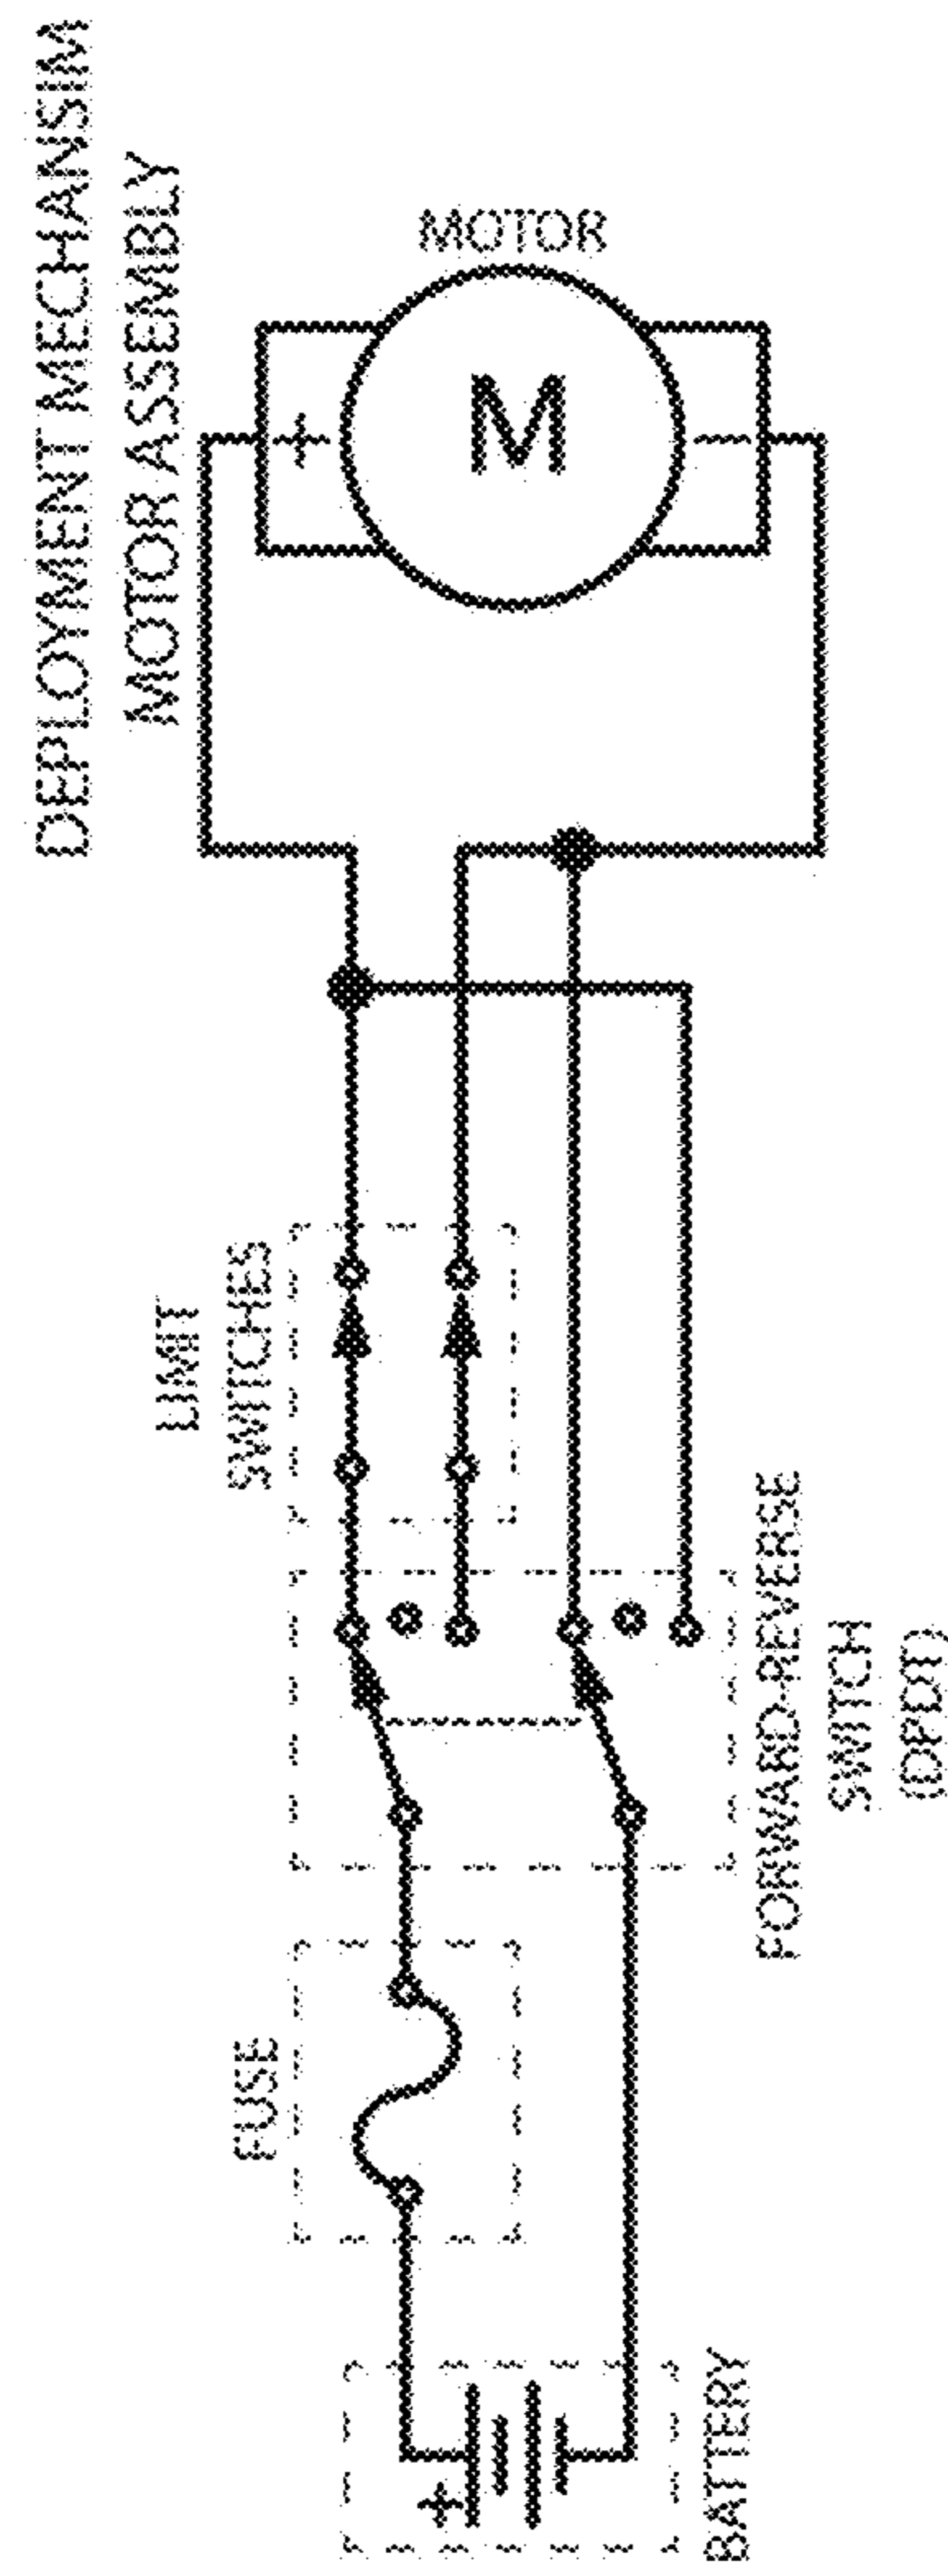 DEPLOYMENT MECHANSIM
MOTOR ASSEMBLY
MOTOR
M
+
-
LIMIT
SWITCHES
FORWARD-REVERSE
SWITCH
(DPDT)
FUSE
BATTERY
+